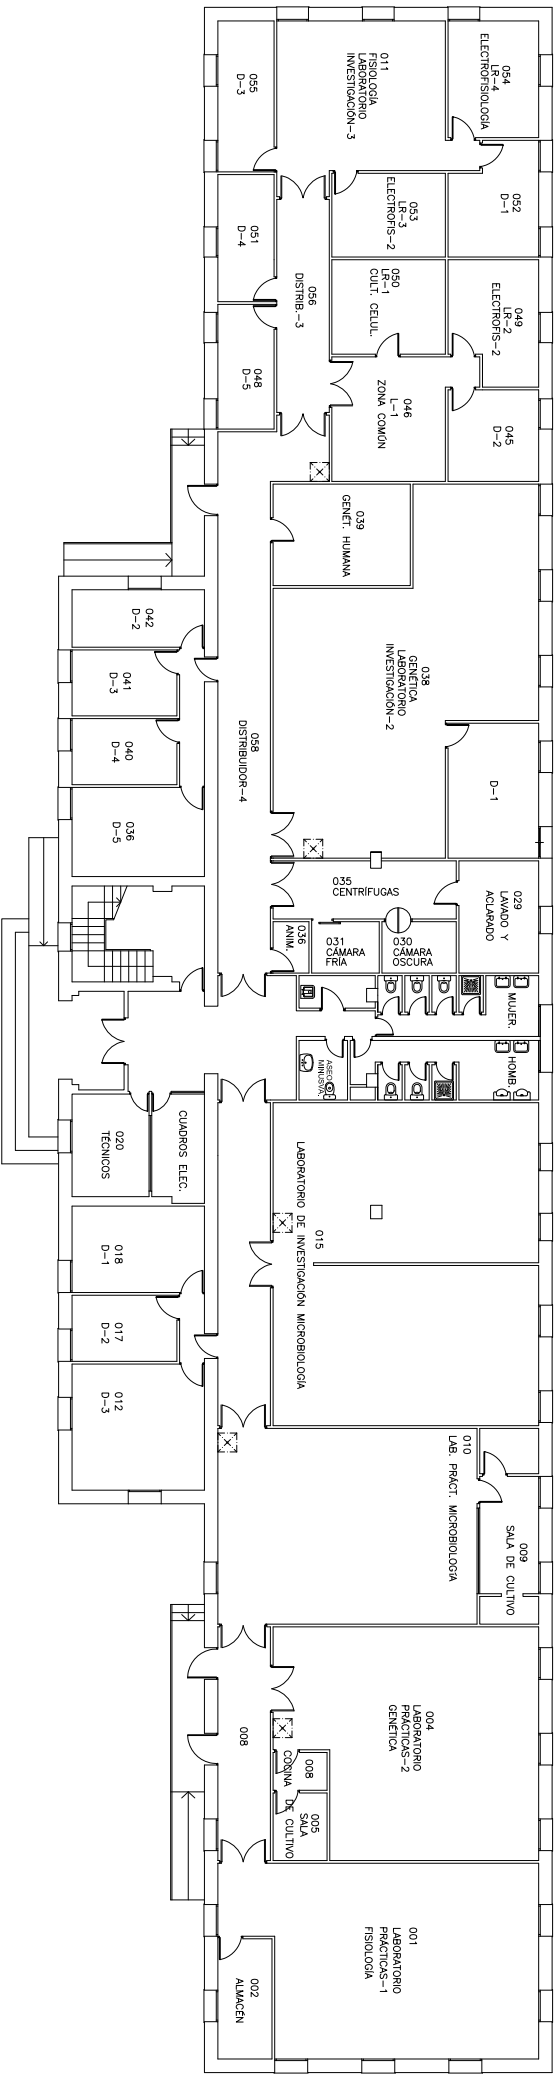 054
LR-4
ELECTROFISIOLOGÍA
011
FISIOLOGÍA
LABORATORIO
INVESTIGACIÓN-3
055
D-3
052
D-1
053
LR-3
ELECTROFIS-2
051
D-4
056
DISTRIB.-3
050
LR-1
CULT. CELUL.
049
LR-2
ELECTROFIS-2
048
D-5
046
L-1
ZONA COMÚN
045
D-2
039
GENÉT. HUMANA
038
GENÉTICA
LABORATORIO
INVESTIGACIÓN-2
D-1
042
D-2
041
D-3
040
D-4
036
D-5
058
DISTRIBUIDOR-4
035
CENTRÍFUGAS
029
LAVADO Y
ACLARADO
036
ANIM.
031
CÁMARA
FRÍA
030
CÁMARA
OSCURA
MUJER.
HOMB.
ASEO
MINUSVA.
CUADROS ELEC.
020
TÉCNICOS
015
LABORATORIO DE INVESTIGACIÓN MICROBIOLOGÍA
018
D-1
017
D-2
012
D-3
010
LAB. PRÁCT. MICROBIOLOGÍA
009
SALA DE CULTIVO
004
LABORATORIO
PRÁCTICAS-2
GENÉTICA
008
008
COCINA DE CULTIVO
005
SALA
001
LABORATORIO
PRÁCTICAS-1
FISIOLOGÍA
002
ALMACÉN